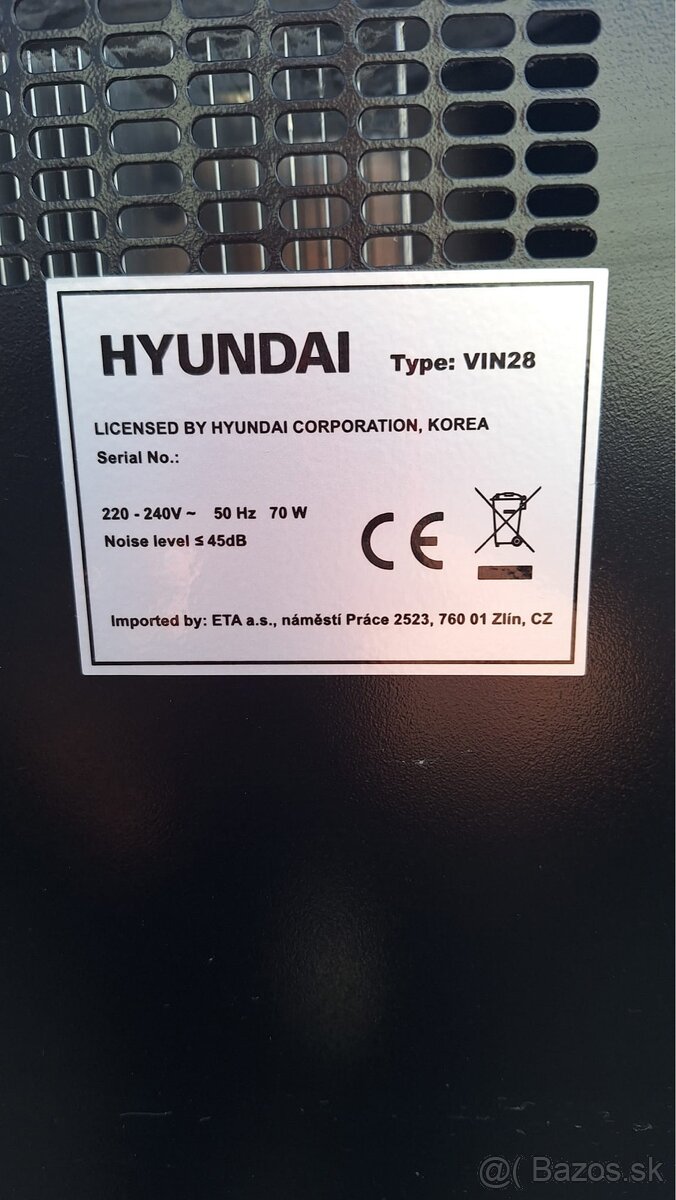 HYUNDAI Type: VIN28
LICENSED BY HYUNDAI CORPORATION, KOREA
Serial No.:
220 - 240V ~ 50 Hz 70 W
Noise level ≤ 45dB
CE
Imported by: ETA a.s., náměstí Práce 2523, 760 01 Zlín, CZ
@( Bazos.sk